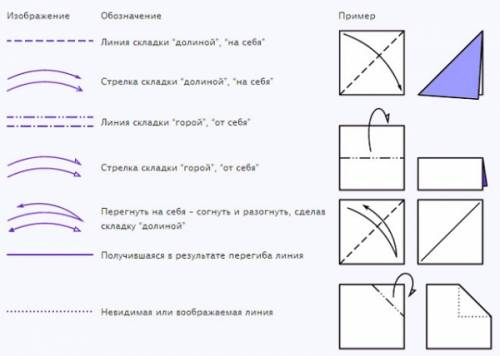 Изображение Обозначение Пример
Линия складки "долиной", "на себя"
Стрелка складки "долиной", "на себя"
Линия складки "горой", "от себя"
Стрелка складки "горой", "от себя"
Перегнуть на себя – согнуть и разогнуть, сделав
складку "долиной"
Получившаяся в результате перегиба линия
Невидимая или воображаемая линия